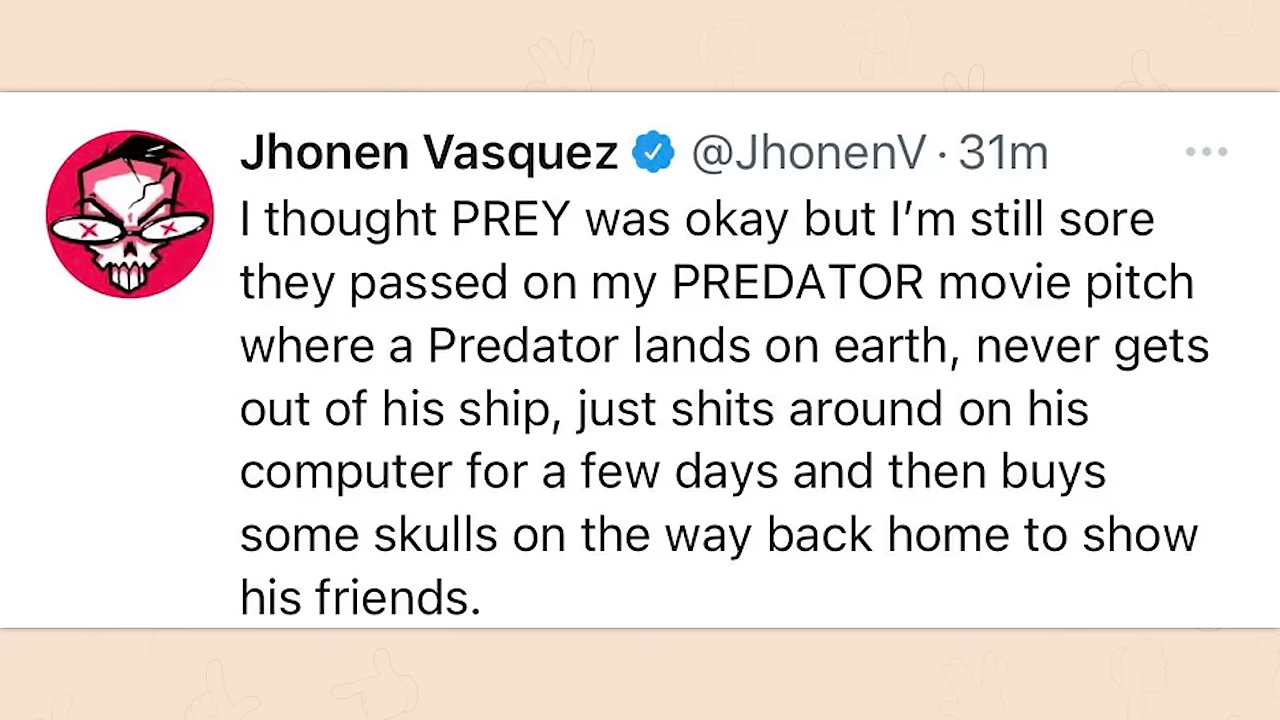 Jhonen Vasquez @JhonenV · 31m
I thought PREY was okay but I’m still sore
they passed on my PREDATOR movie pitch
where a Predator lands on earth, never gets
out of his ship, just shits around on his
computer for a few days and then buys
some skulls on the way back home to show
his friends.